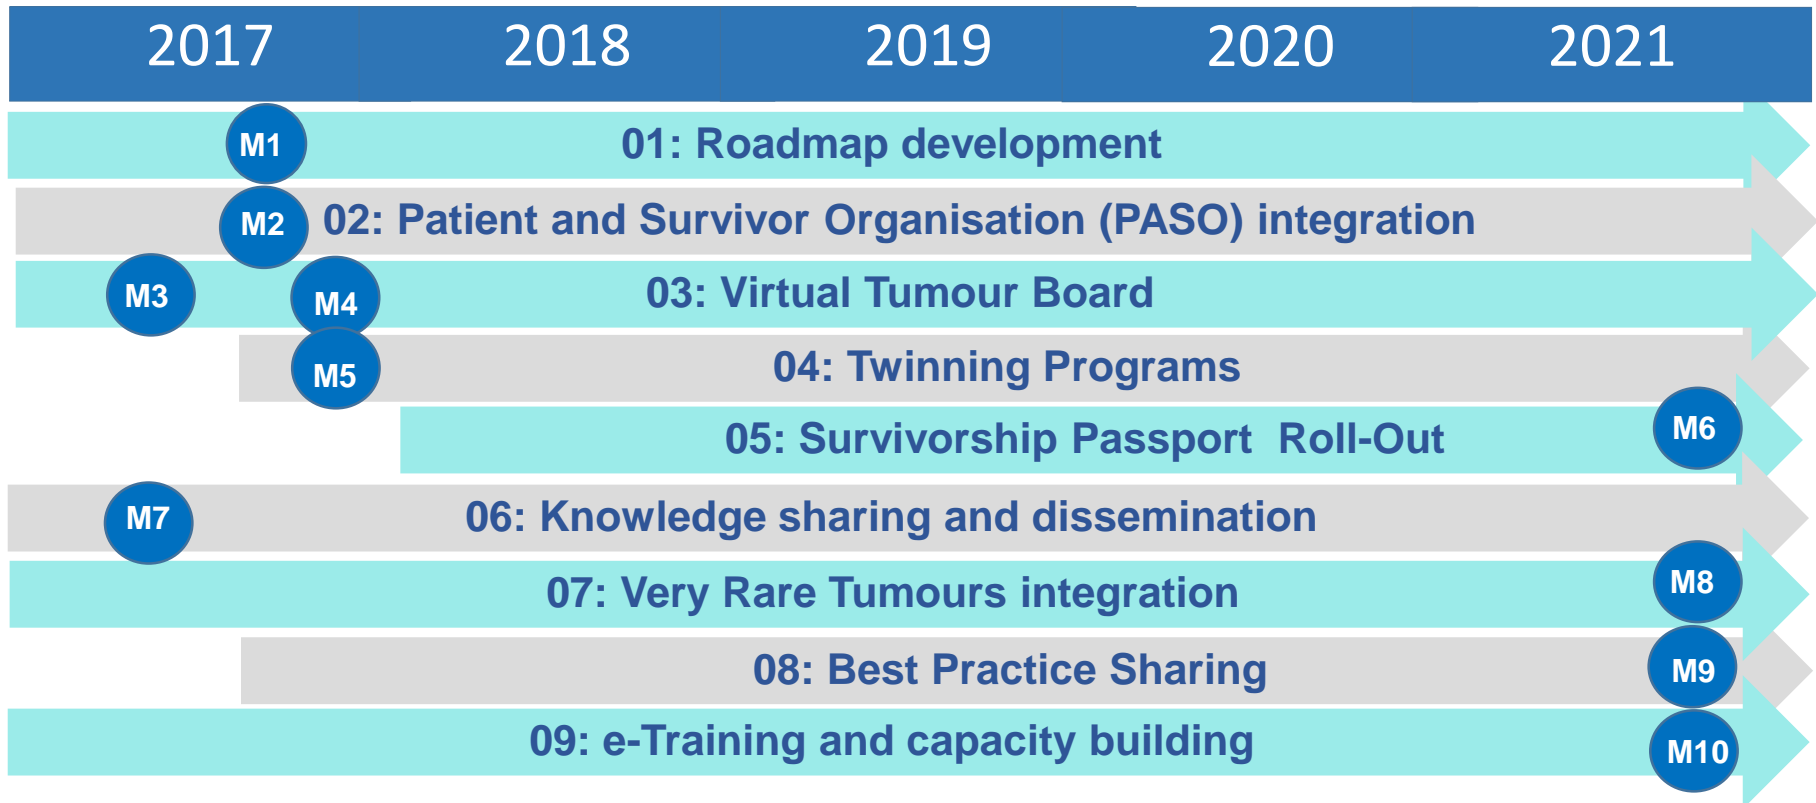 2017 2018 2019 2020 2021
M1 01: Roadmap development
M2 02: Patient and Survivor Organisation (PASO) integration
M3 M4 03: Virtual Tumour Board
M5 04: Twinning Programs
05: Survivorship Passport  Roll-Out M6
M7 06: Knowledge sharing and dissemination
07: Very Rare Tumours integration M8
08: Best Practice Sharing M9
09: e-Training and capacity building M10